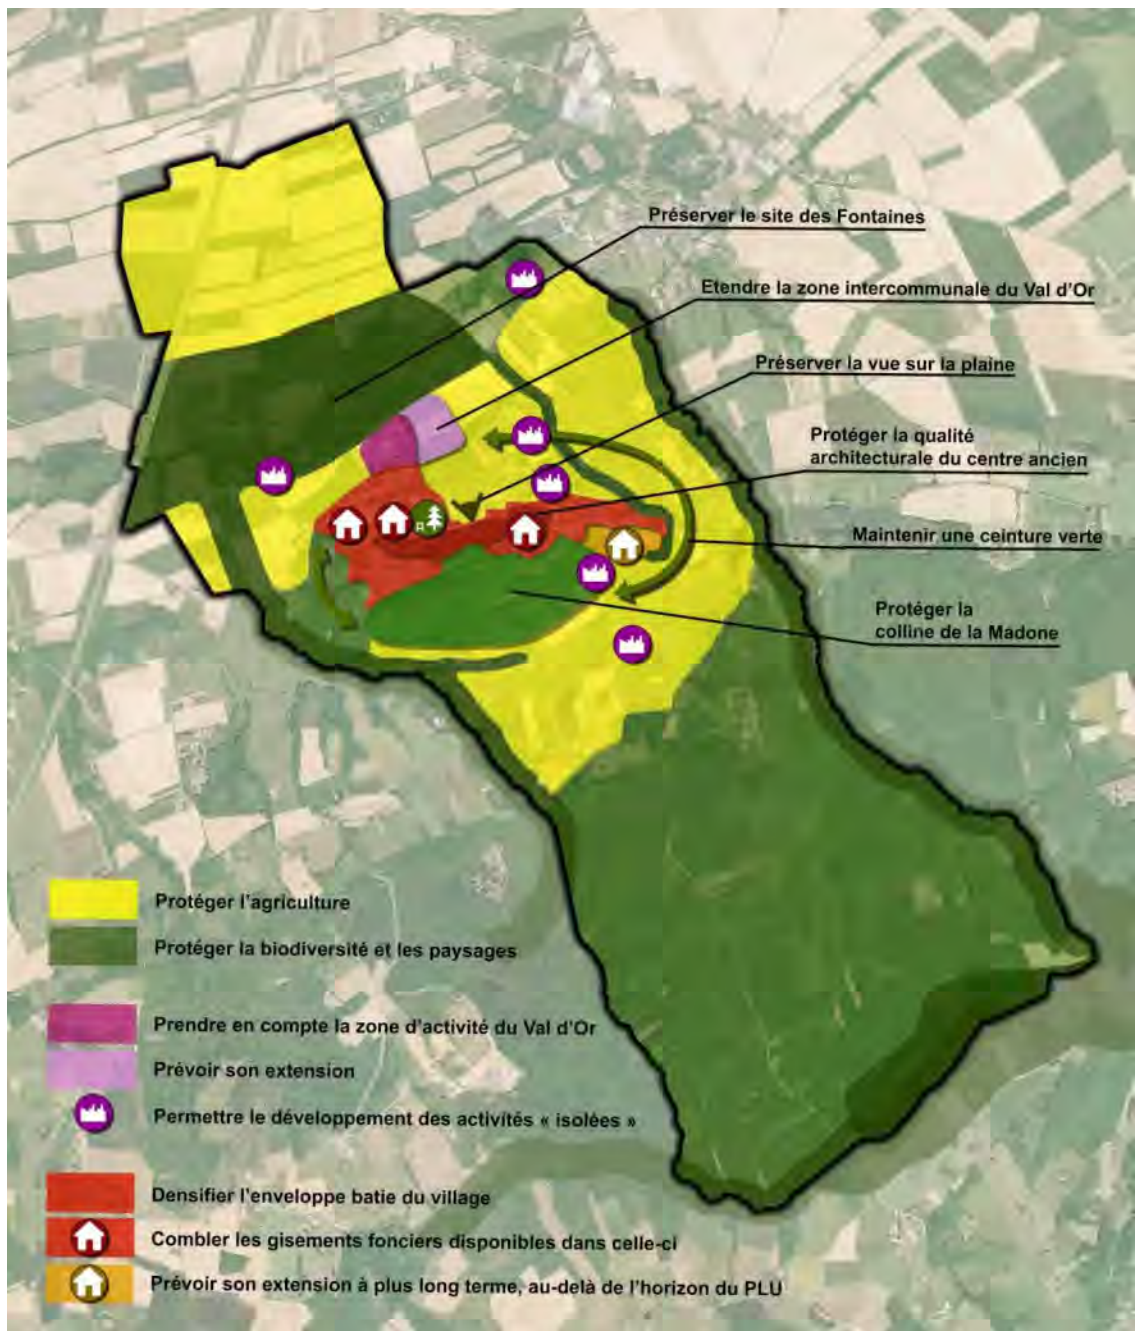 Préserver le site des Fontaines
Etendre la zone intercommunale du Val d'Or
Préserver la vue sur la plaine
Protéger la qualité
architecturale du centre ancien
Maintenir une ceinture verte
Protéger la
colline de la Madone
Protéger l'agriculture
Protéger la biodiversité et les paysages
Prendre en compte la zone d'activité du Val d'Or
Prévoir son extension
Permettre le développement des activités « isolées »
Densifier l'enveloppe batie du village
Combler les gisements fonciers disponibles dans celle-ci
Prévoir son extension à plus long terme, au-delà de l'horizon du PLU